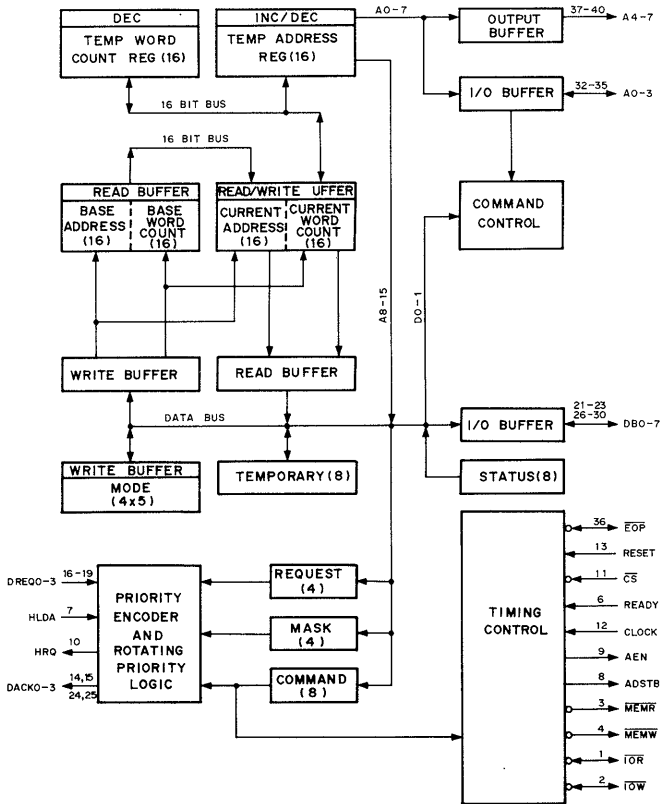 DEC
TEMP WORD
COUNT REG (16)
INC/DEC
TEMP ADDRESS
REG (16)
A0-7
OUTPUT
BUFFER
37-40
A4-7
I/O BUFFER
32-35
A0-3
16 BIT BUS
16 BIT BUS
READ BUFFER
BASE
ADDRESS
(16)
BASE
WORD
COUNT
(16)
READ/WRITE UFFER
CURRENT
ADDRESS
(16)
CURRENT
WORD
COUNT
(16)
COMMAND
CONTROL
A8-15
D0-1
WRITE BUFFER
READ BUFFER
DATA BUS
I/O BUFFER
21-23
26-30
DB0-7
WRITE BUFFER
MODE
(4x5)
TEMPORARY (8)
STATUS (8)
DREQ0-3
16-19
HLDA
7
HRQ
10
DACK0-3
14,15
24,25
PRIORITY
ENCODER
AND
ROTATING
PRIORITY
LOGIC
REQUEST
(4)
MASK
(4)
COMMAND
(8)
TIMING
CONTROL
36
EOP
13
RESET
11
CS
6
READY
12
CLOCK
9
AEN
8
ADSTB
3
MEMR
4
MEMW
1
IOR
2
IOW